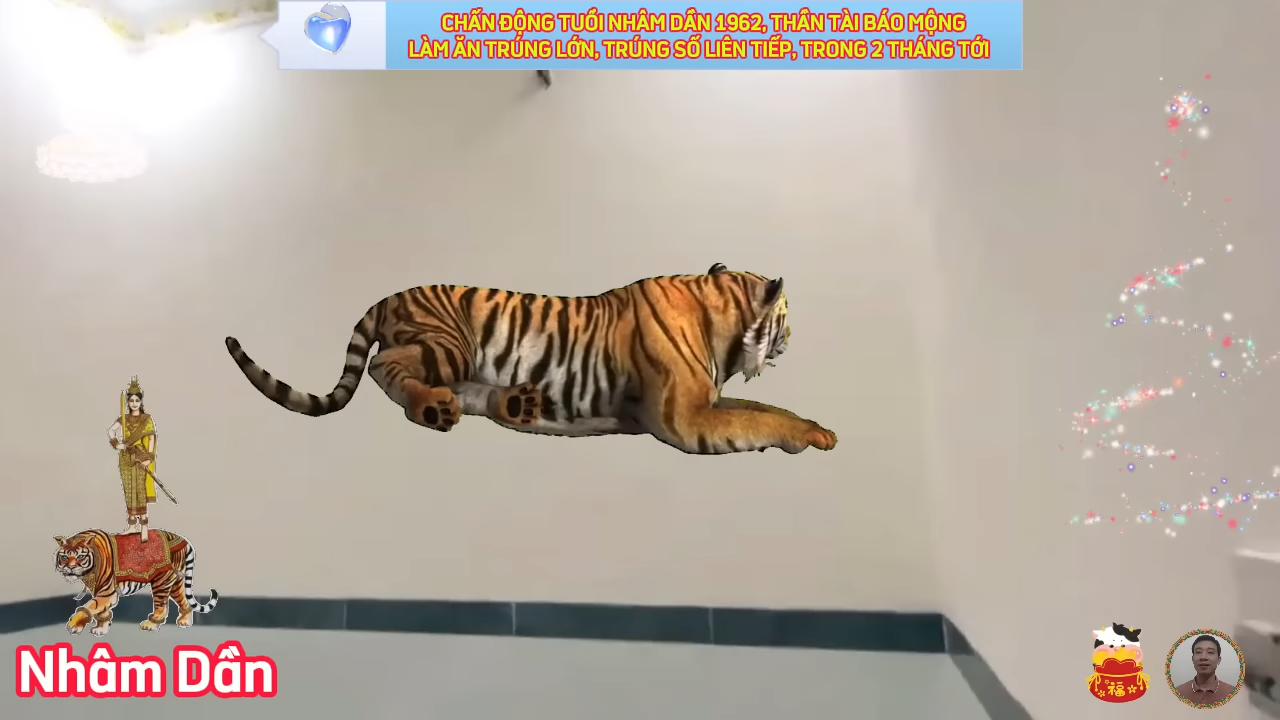 CHẤN ĐỘNG TUỔI NHÂM DẦN 1962, THẦN TÀI BÁO MỘNG
LÀM ĂN TRÚNG LỚN, TRÚNG SỐ LIÊN TIẾP, TRONG 2 THÁNG TỚI
Nhâm Dần
福